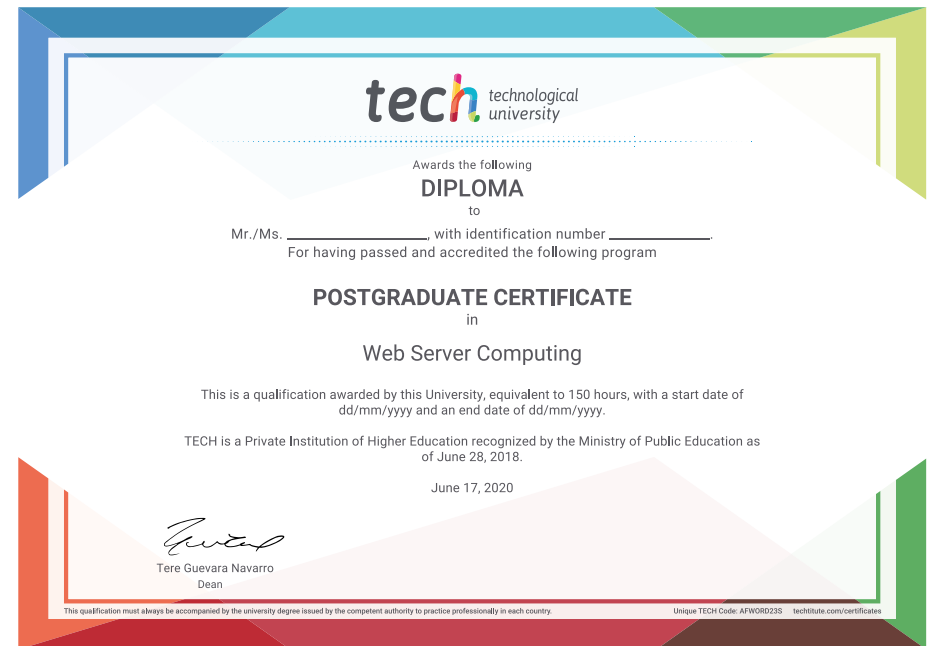 tech technological
university
Awards the following
DIPLOMA
to
Mr./Ms. ____________________, with identification number ______________.
For having passed and accredited the following program
POSTGRADUATE CERTIFICATE
in
Web Server Computing
This is a qualification awarded by this University, equivalent to 150 hours, with a start date of
dd/mm/yyyy and an end date of dd/mm/yyyy.
TECH is a Private Institution of Higher Education recognized by the Ministry of Public Education as
of June 28, 2018.
June 17, 2020
Tere Guevara Navarro
Dean
This qualification must always be accompanied by the university degree issued by the competent authority to practice professionally in each country.
Unique TECH Code: AFWORD23S techtitute.com/certificates